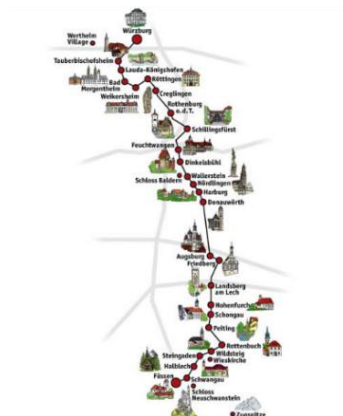 Würzburg
Wertheim
Village
Tauberbischofsheim
Lauda-Königshofen
Bad
Mergentheim
Röttingen
Weikersheim
Creglingen
Rothenburg
o.d.T.
Schillingsfürst
Feuchtwangen
Dinkelsbühl
Schloss Baldern
Wallerstein
Nördlingen
Harburg
Donauwörth
Augsburg
Friedberg
Landsberg
am Lech
Hohenfurch
Schongau
Peiting
Rottenbuch
Wildsteig
Wieskirche
Steingaden
Halblech
Füssen
Schwangau
Schloss
Neuschwanstein
Zugspitze